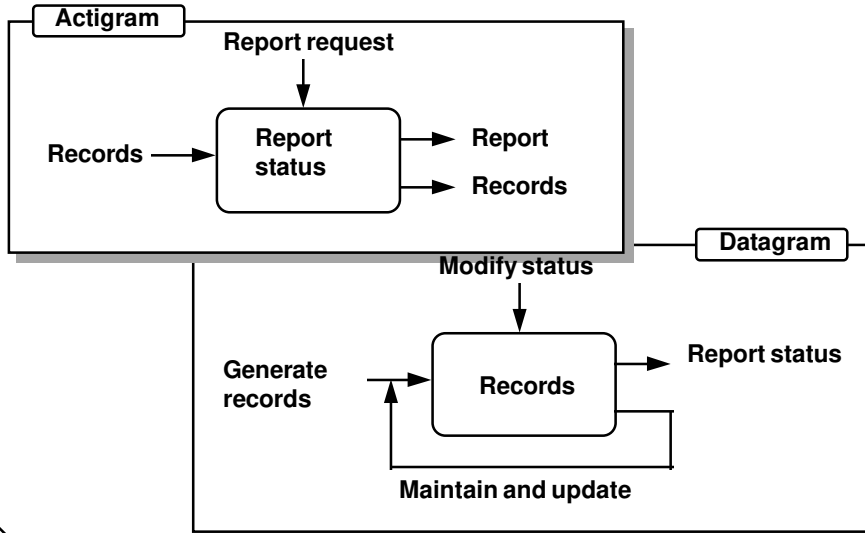 Actigram
Report request
Records
Report
status
Report
Records
Datagram
Modify status
Generate
records
Records
Report status
Maintain and update